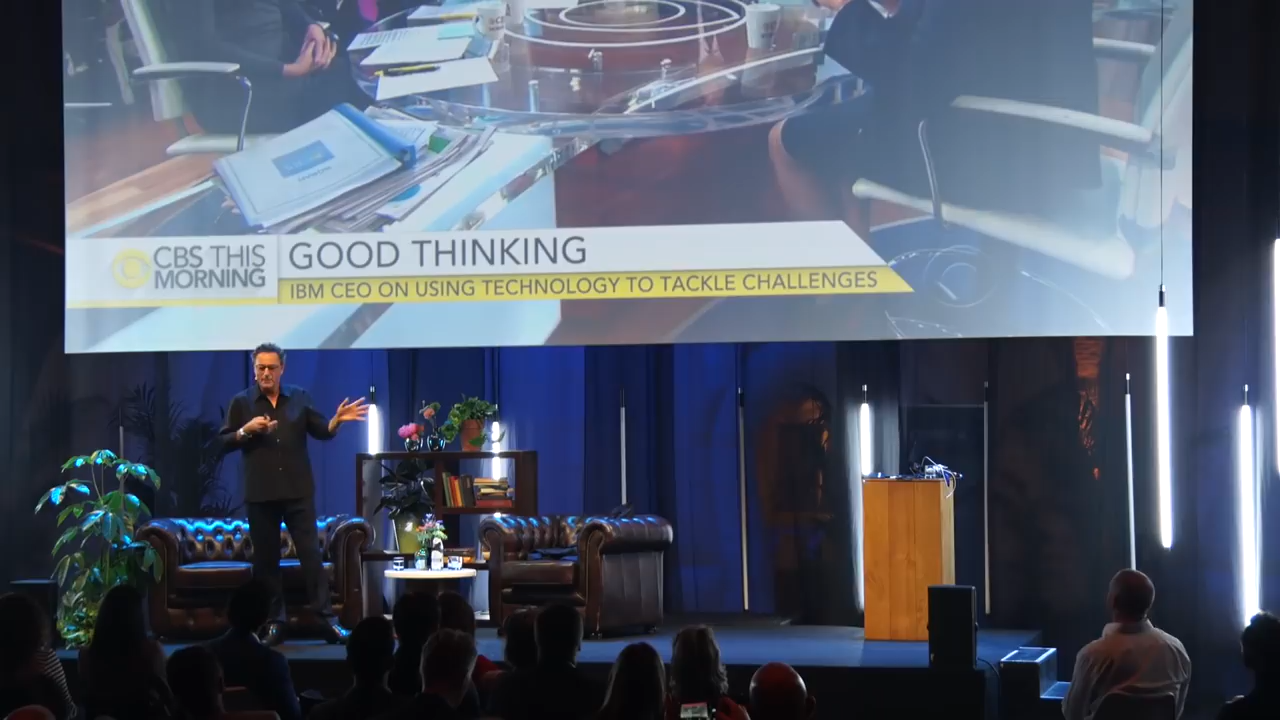 CBS THIS
MORNING
GOOD THINKING
IBM CEO ON USING TECHNOLOGY TO TACKLE CHALLENGES